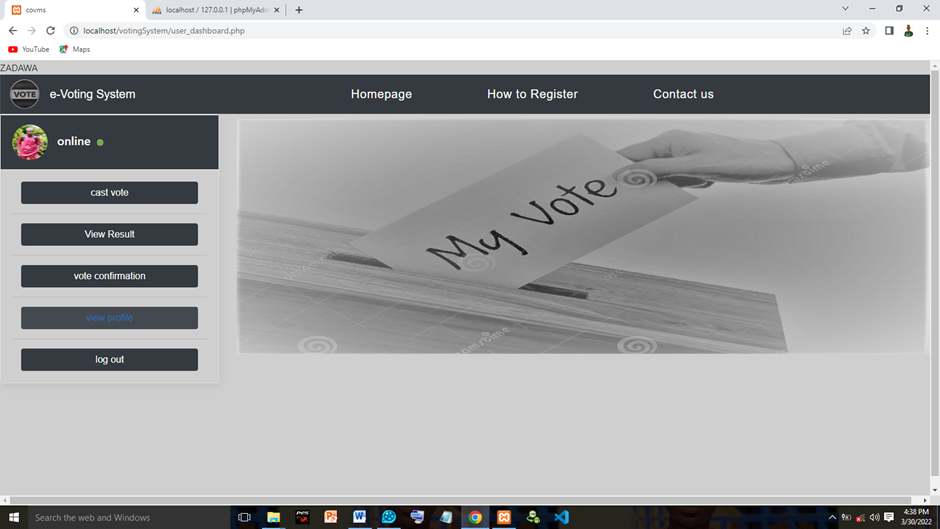 covms
localhost / 127.0.0.1 | phpMyAdm
localhost/votingSystem/user_dashboard.php
YouTube
Maps
ZADAWA
VOTE
e-Voting System
Homepage
How to Register
Contact us
online
cast vote
View Result
vote confirmation
view profile
log out
My Vote
Search the web and Windows
4:38 PM
3/30/2022